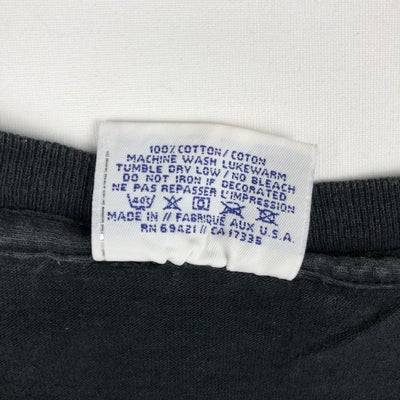 100% COTTON/COTON
MACHINE WASH LUKEWARM
TUMBLE DRY LOW / NO BLEACH
DO NOT IRON IF DECORATED
NE PAS REPASSER L'IMPRESSION
40°
MADE IN // FABRIQUÉ AUX U.S.A.
RN 69421 // CA 17335